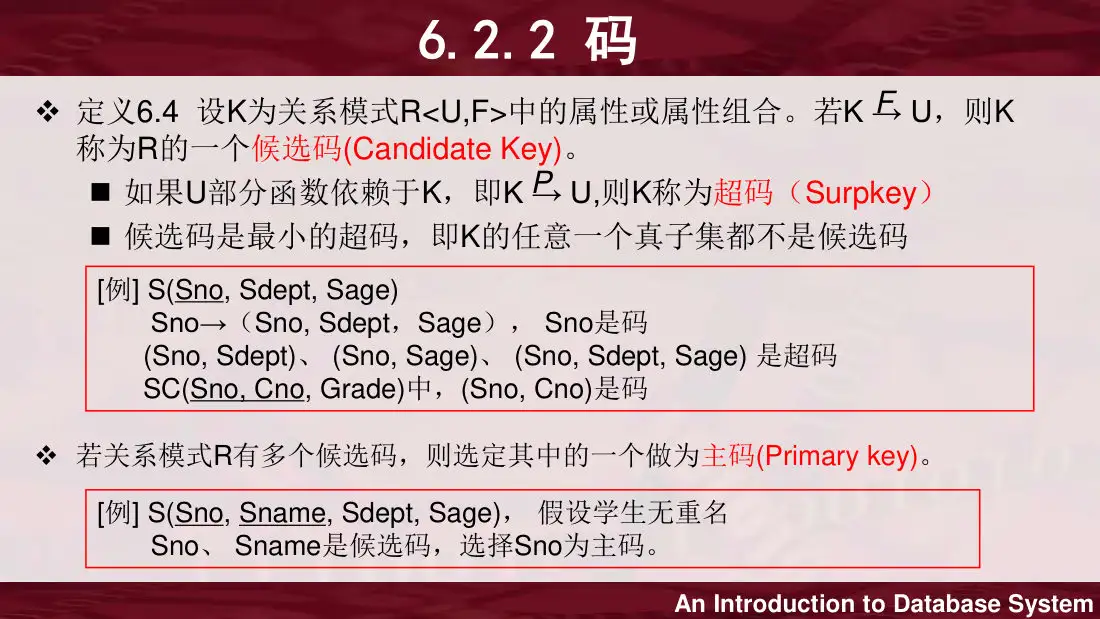 6.2.2 码
❖ 定义6.4 设K为关系模式R<U,F>中的属性或属性组合。若K F→ U，则K
称为R的一个候选码(Candidate Key)。
■ 如果U部分函数依赖于K，即K P→ U,则K称为超码（Surpkey）
■ 候选码是最小的超码，即K的任意一个真子集都不是候选码
[例] S(Sno, Sdept, Sage)
Sno→（Sno, Sdept，Sage）， Sno是码
(Sno, Sdept)、 (Sno, Sage)、 (Sno, Sdept, Sage) 是超码
SC(Sno, Cno, Grade)中，(Sno, Cno)是码
❖ 若关系模式R有多个候选码，则选定其中的一个做为主码(Primary key)。
[例] S(Sno, Sname, Sdept, Sage)， 假设学生无重名
Sno、 Sname是候选码，选择Sno为主码。
An Introduction to Database System